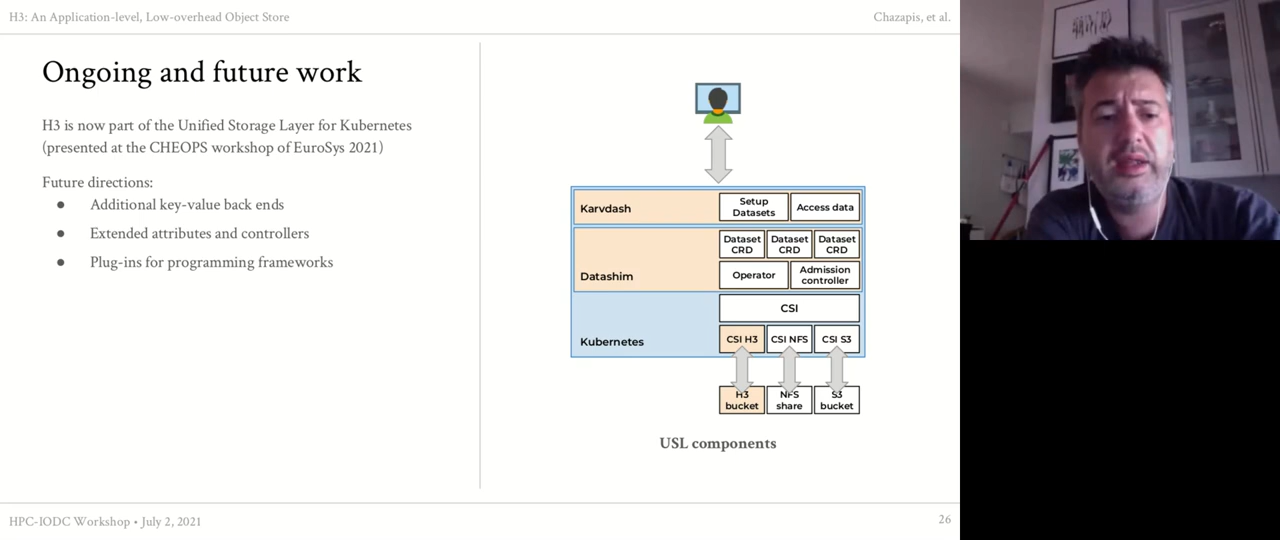 H3: An Application-level, Low-overhead Object Store
Chazapis, et al.
Ongoing and future work
H3 is now part of the Unified Storage Layer for Kubernetes
(presented at the CHEOPS workshop of EuroSys 2021)
Future directions:
● Additional key-value back ends
● Extended attributes and controllers
● Plug-ins for programming frameworks
Karvdash
Setup
Datasets
Access data
Datashim
Dataset
CRD
Dataset
CRD
Dataset
CRD
Operator
Admission
controller
Kubernetes
CSI
CSI H3
CSI NFS
CSI S3
H3
bucket
NFS
share
S3
bucket
USL components
HPC-IODC Workshop • July 2, 2021
26